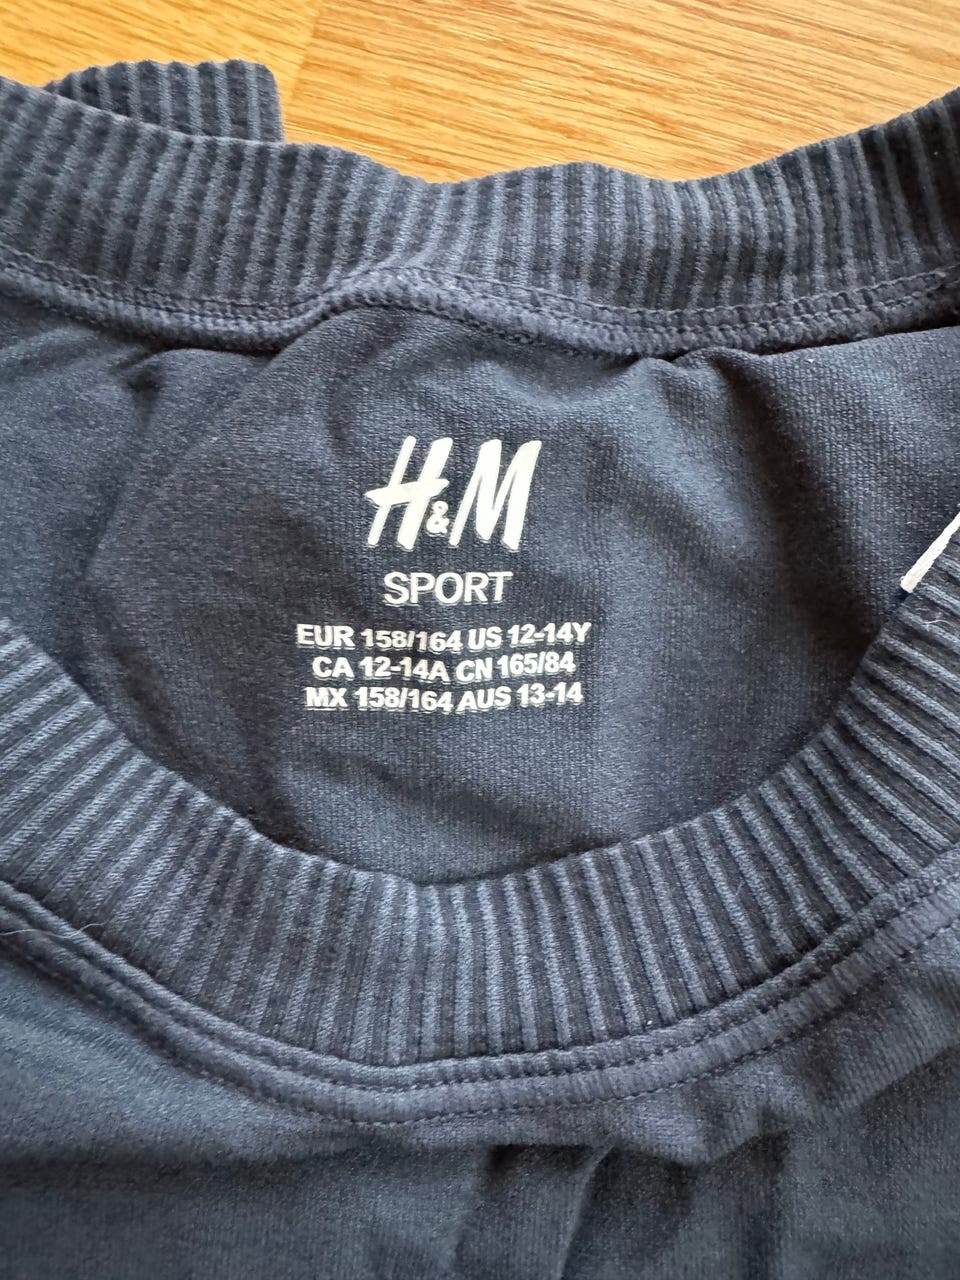 H&M
SPORT
EUR 158/164 US 12-14Y
CA 12-14A CN 165/84
MX 158/164 AUS 13-14